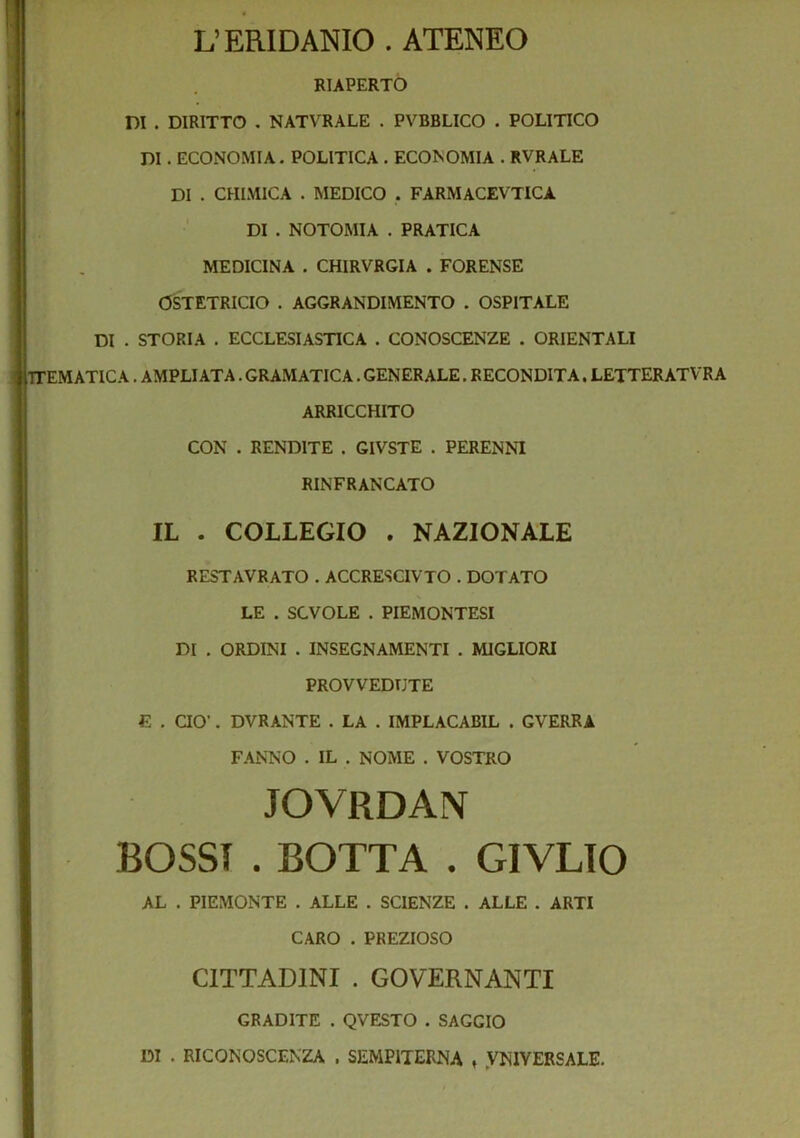 L'ERIDANIO . ATENEO
RIAPERTO
DI . DIRITTO . NATVRALE . PVBBLICO . POLITICO
DI . ECONOMIA . POLITICA . ECONOMIA . RVRALE
DI . CHIMICA . MEDICO . FARMACEVTICA
DI . NOTOMIA . PRATICA
MEDICINA . CHIRVRGIA . FORENSE
OSTETRICIO . AGGRANDIMENTO . OSPITALE
DI . STORIA . ECCLESIASTICA . CONOSCENZE . ORIENTALI
TEMATICA . AMPLIATA . GRAMATICA . GENERALE . RECONDITA . LETTERATVRA
ARRICCHITO
CON . RENDITE . GIVSTE . PERENNI
RINFRANCATO
IL . COLLEGIO . NAZIONALE
RESTAVRATO . ACCRESCIVTO . DOTATO
LE . SCVOLE . PIEMONTESI
DI . ORDINI . INSEGNAMENTI . MIGLIORI
PROVVEDUTE
E . CIO' . DVRANTE . LA . IMPLACABIL . GVERRA
FANNO . IL . NOME . VOSTRO
JOVRDAN
BOSSI . BOTTA . GIVLIO
AL . PIEMONTE . ALLE . SCIENZE . ALLE . ARTI
CARO . PREZIOSO
CITTADINI . GOVERNANTI
GRADITE . QVESTO . SAGGIO
DI . RICONOSCENZA , SEMPITERNA , VNIVERSALE.